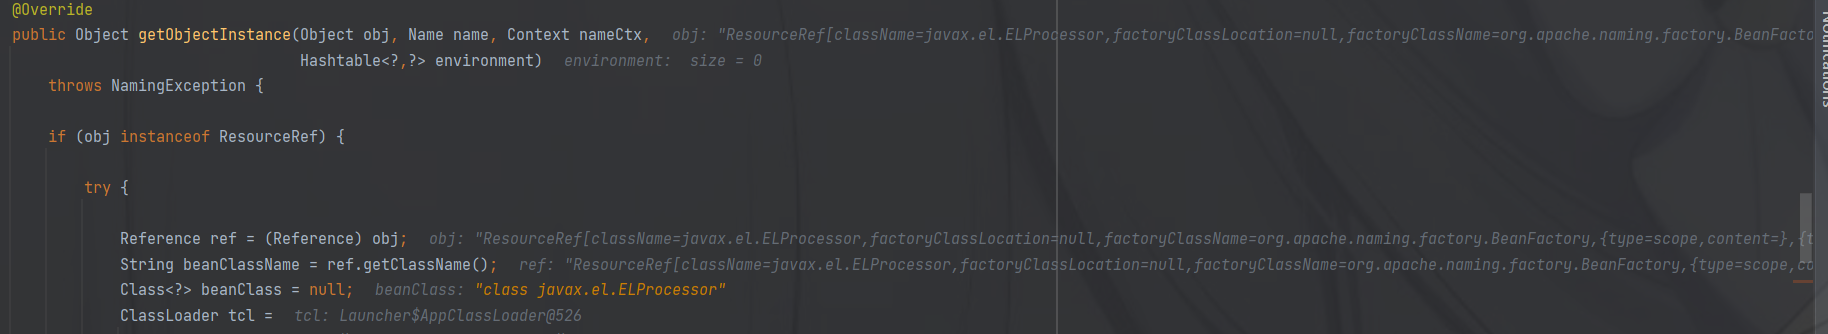 @Override
public Object getObjectInstance(Object obj, Name name, Context nameCtx, obj: "ResourceRef[className=javax.el.ELProcessor,factoryClassLocation=null,factoryClassName=org.apache.naming.factory.BeanFacto
Hashtable<?,?> environment) environment: size = 0
throws NamingException {
if (obj instanceof ResourceRef) {
try {
Reference ref = (Reference) obj; obj: "ResourceRef[className=javax.el.ELProcessor,factoryClassLocation=null,factoryClassName=org.apache.naming.factory.BeanFactory,{type=scope,content=},{t
String beanClassName = ref.getClassName(); ref: "ResourceRef[className=javax.el.ELProcessor,factoryClassLocation=null,factoryClassName=org.apache.naming.factory.BeanFactory,{type=scope,co
Class<?> beanClass = null; beanClass: "class javax.el.ELProcessor"
ClassLoader tcl = tcl: Launcher$AppClassLoader@526
Notifications